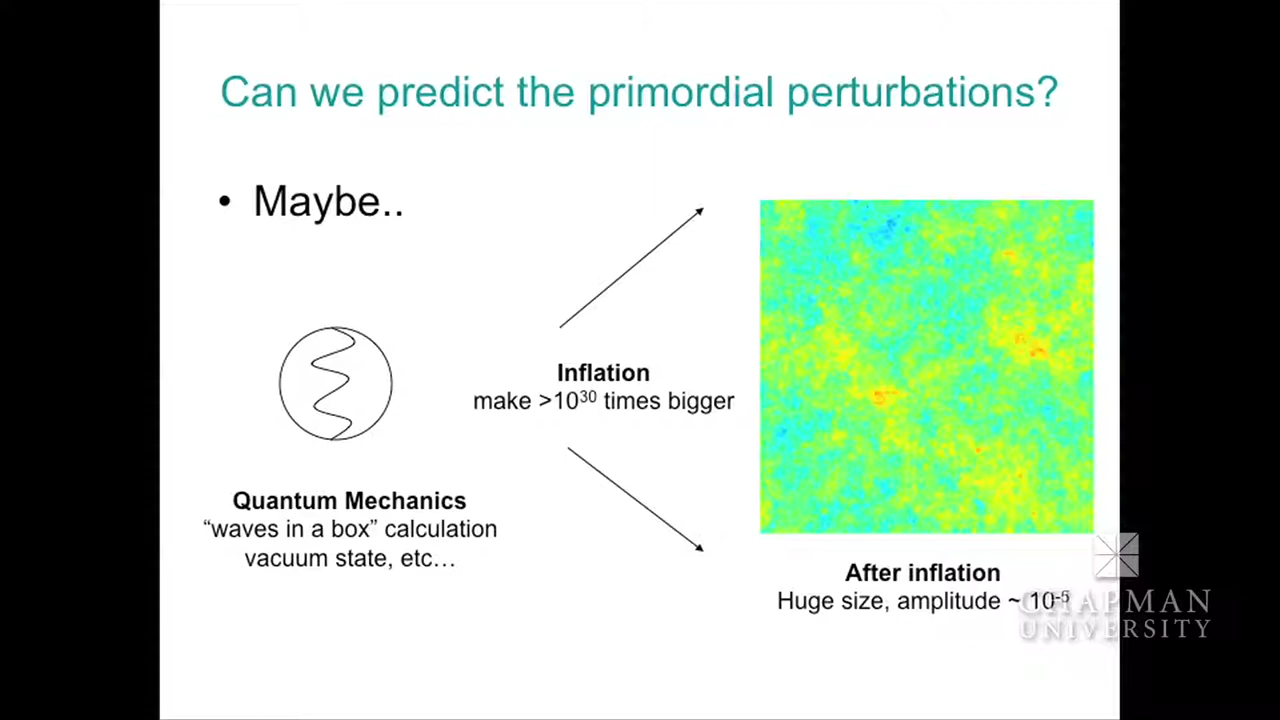 Can we predict the primordial perturbations?
• Maybe..
Inflation
make >10³⁰ times bigger
Quantum Mechanics
“waves in a box” calculation
vacuum state, etc…
After inflation
Huge size, amplitude ~ 10⁻⁵
CHAPMAN
UNIVERSITY